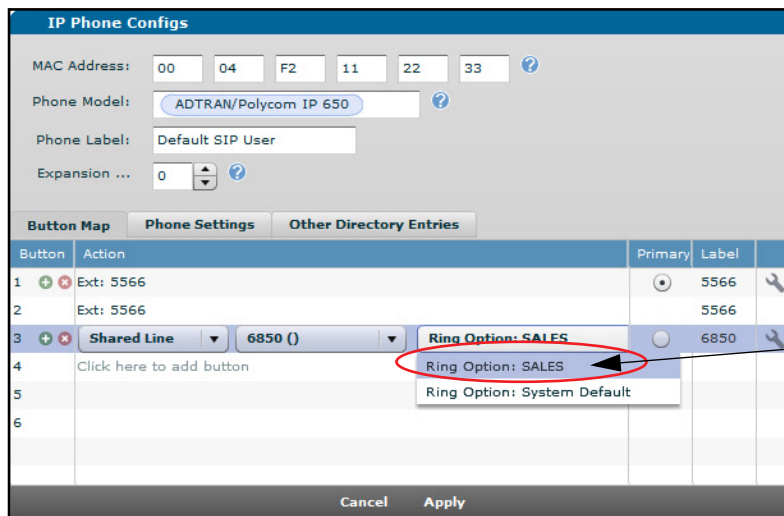 IP Phone Configs
MAC Address: 00 04 F2 11 22 33 ?
Phone Model: ADTRAN/Polycom IP 650 ?
Phone Label: Default SIP User
Expansion ... 0 ?
Button Map Phone Settings Other Directory Entries
Button Action Primary Label
1 Ext: 5566 5566
2 Ext: 5566 5566
3 Shared Line 6850 () Ring Option: SALES 6850
4 Click here to add button Ring Option: SALES
5 Ring Option: System Default
6
Cancel Apply